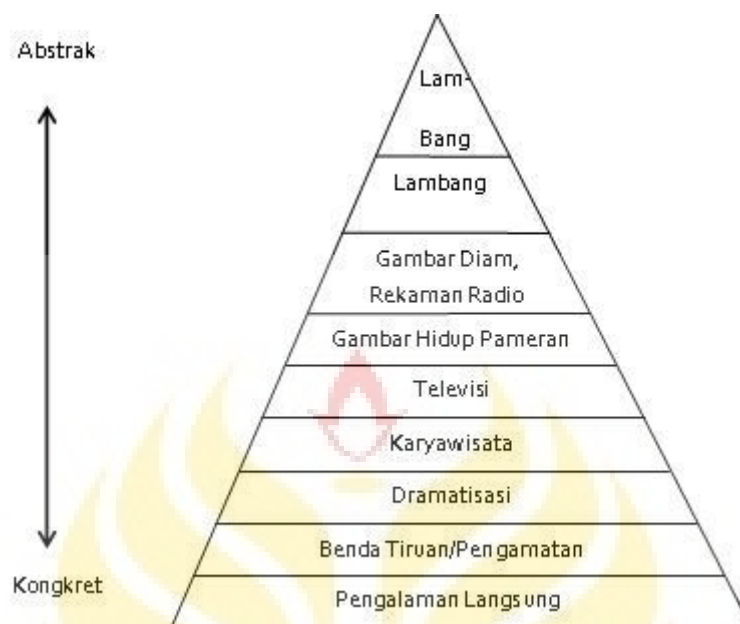 Abstrak
Lam-
Bang
Lambang
Gambar Diam,
Rekaman Radio
Gambar Hidup Pameran
Televisi
Karyawisata
Dramatisasi
Benda Tiruan/Pengamatan
Kongkret
Pengalaman Langsung